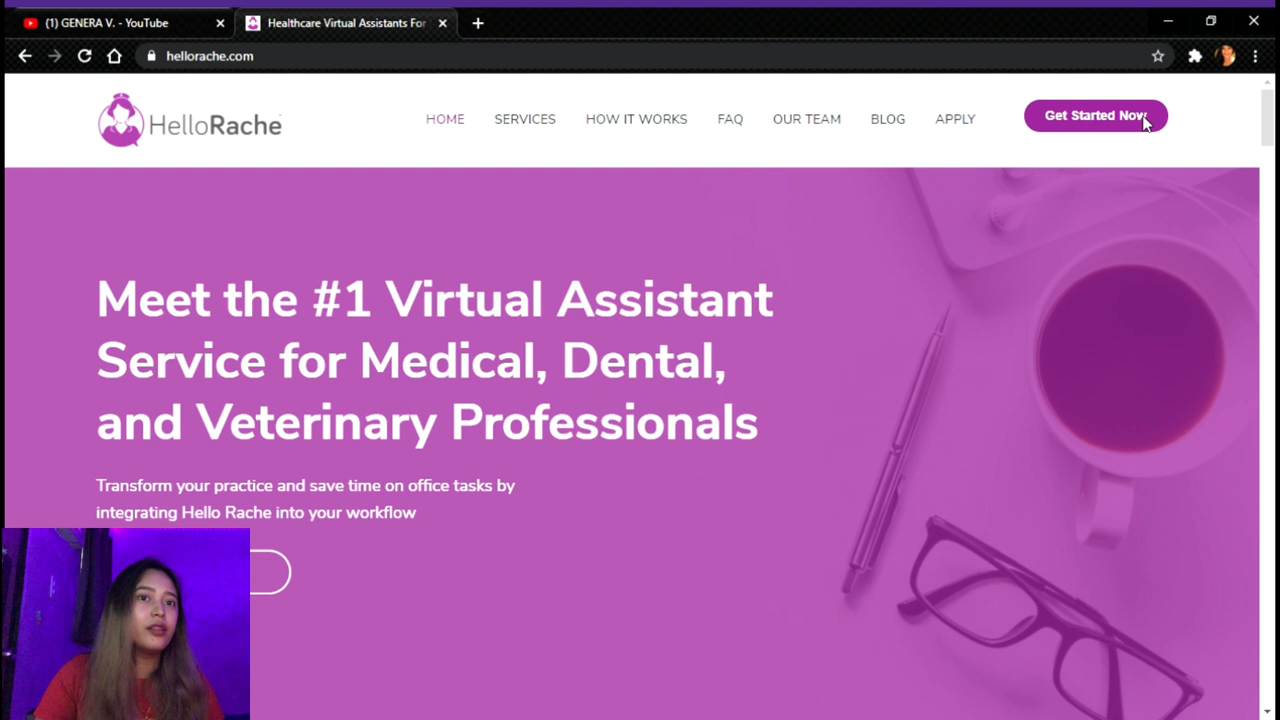 (1) GENERA V. - YouTube
Healthcare Virtual Assistants For
hellorache.com
HelloRache
HOME
SERVICES
HOW IT WORKS
FAQ
OUR TEAM
BLOG
APPLY
Get Started Now
Meet the #1 Virtual Assistant
Service for Medical, Dental,
and Veterinary Professionals
Transform your practice and save time on office tasks by
integrating Hello Rache into your workflow